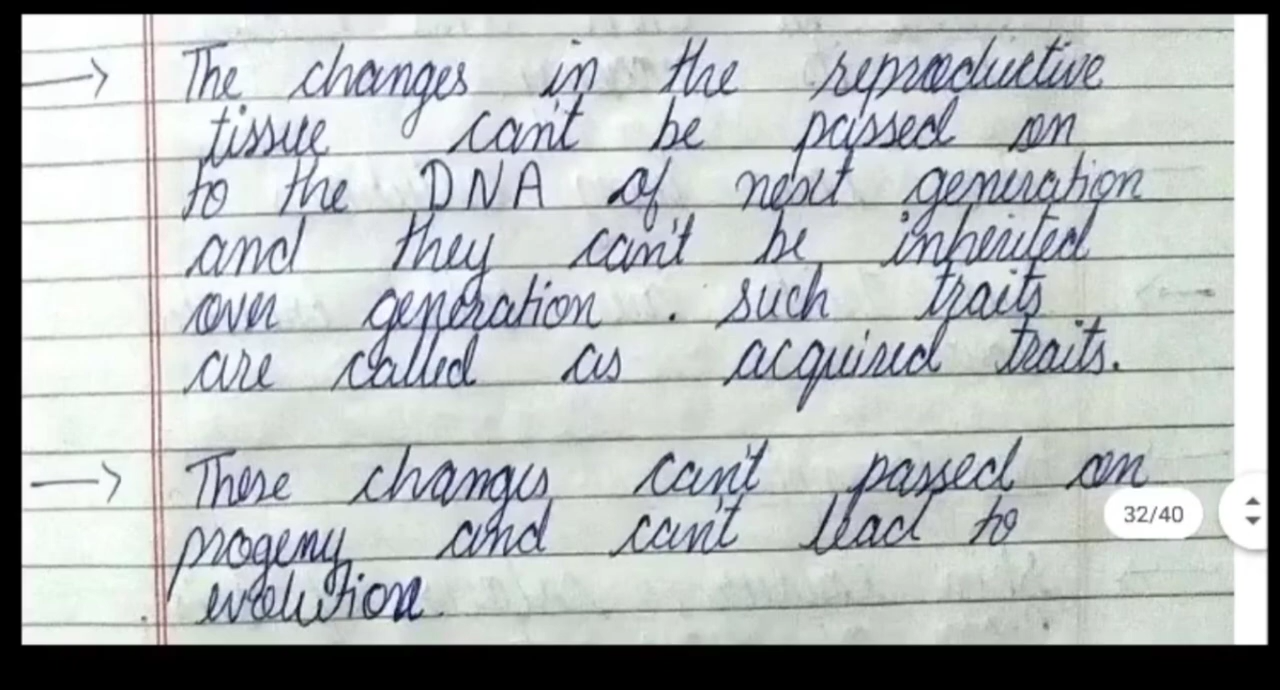 → The changes in the reproductive
tissue can't be passed on
to the DNA of next generation
and they can't be inherited
over generation. such traits
are called as acquired traits.
→ These changes can't passed on
progeny and can't lead to
evolution.
32/40